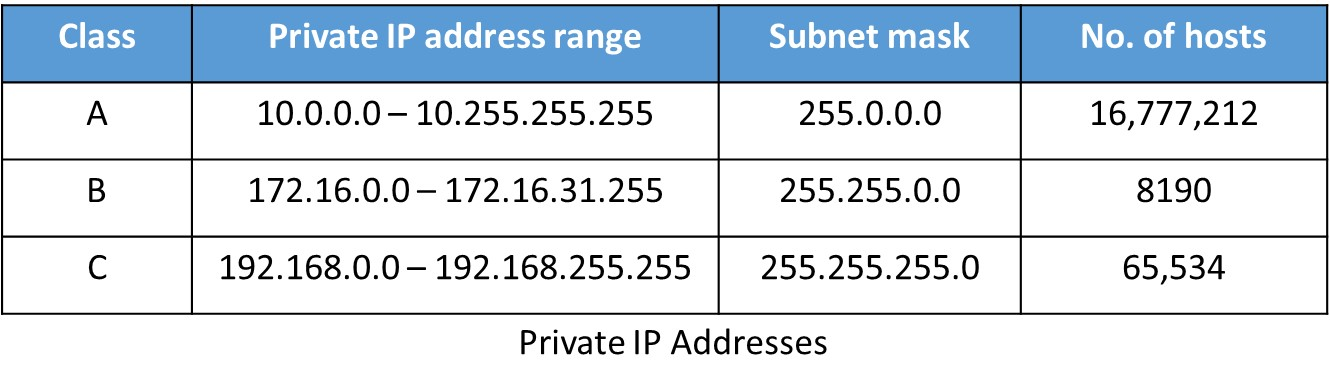 Class Private IP address range Subnet mask No. of hosts
A 10.0.0.0 – 10.255.255.255 255.0.0.0 16,777,212
B 172.16.0.0 – 172.16.31.255 255.255.0.0 8190
C 192.168.0.0 – 192.168.255.255 255.255.255.0 65,534
Private IP Addresses